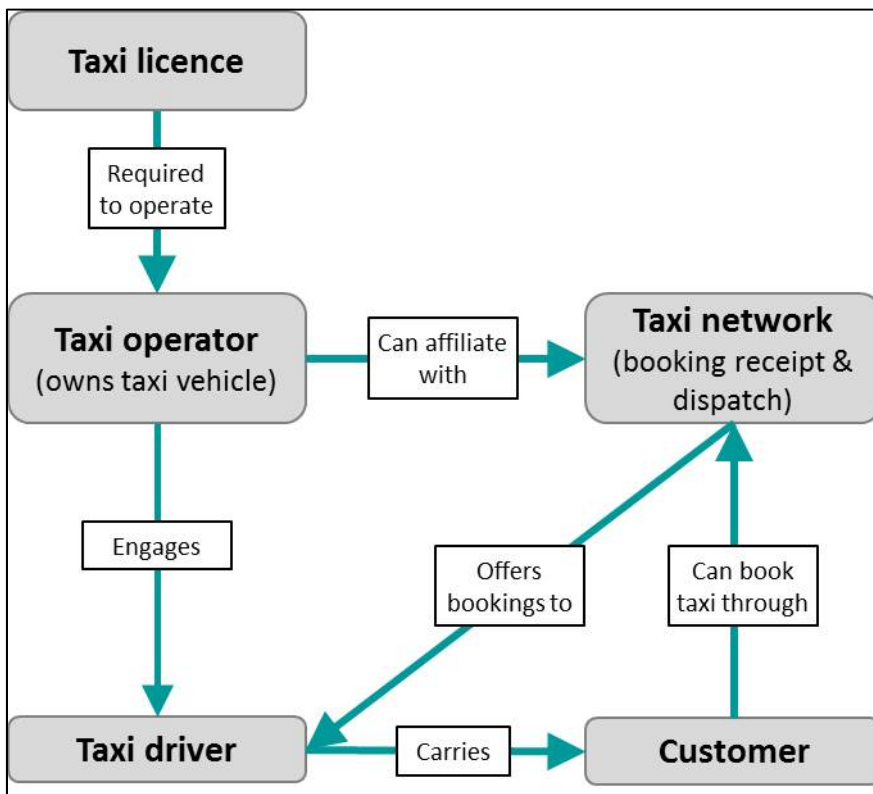 Taxi licence
Required
to operate
Taxi operator
(owns taxi vehicle)
Can affiliate
with
Taxi network
(booking receipt &
dispatch)
Engages
Offers
bookings to
Can book
taxi through
Taxi driver
Carries
Customer